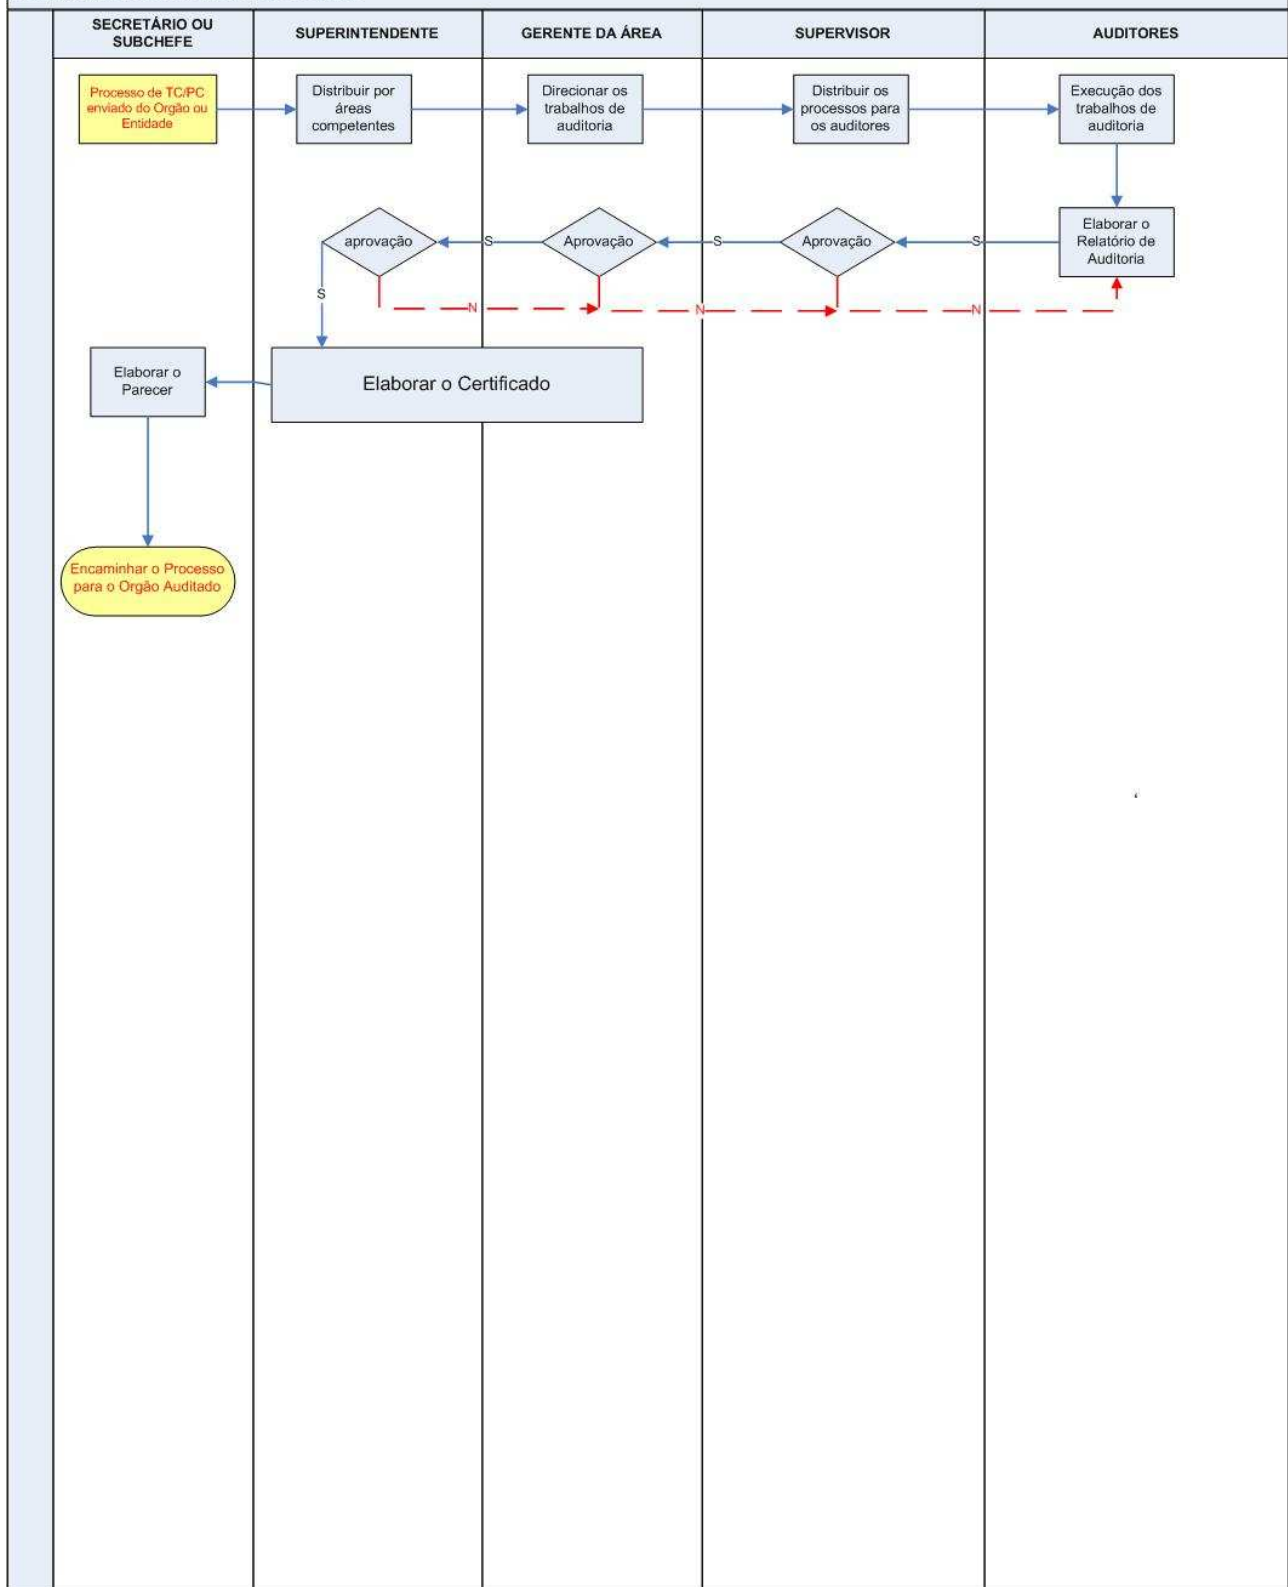 SECRETÁRIO OU
SUBCHEFE
SUPERINTENDENTE
GERENTE DA ÁREA
SUPERVISOR
AUDITORES
Processo de TC/PC
enviado do Orgão ou
Entidade
Distribuir por
áreas
competentes
Direcionar os
trabalhos de
auditoria
Distribuir os
processos para
os auditores
Execução dos
trabalhos de
auditoria
aprovação
S
Aprovação
S
Aprovação
S
Elaborar o
Relatório de
Auditoria
S
N
N
N
Elaborar o
Parecer
Elaborar o Certificado
Encaminhar o Processo
para o Orgão Auditado